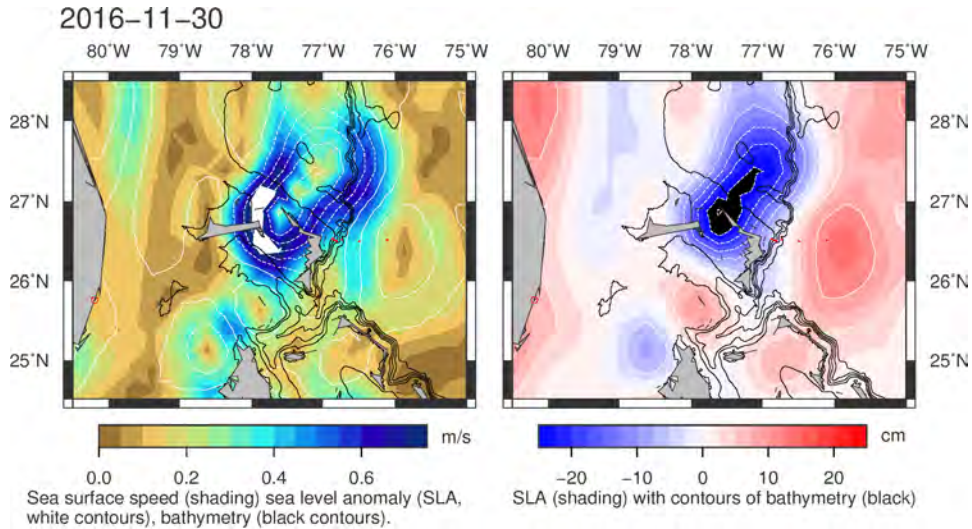 2016−11−30
80˚W 79˚W 78˚W 77˚W 76˚W 75˚W
28˚N
27˚N
26˚N
25˚N
0.0 0.2 0.4 0.6
m/s
Sea surface speed (shading) sea level anomaly (SLA,
white contours), bathymetry (black contours).
80˚W 79˚W 78˚W 77˚W 76˚W 75˚W
28˚N
27˚N
26˚N
25˚N
−20 −10 0 10 20
cm
SLA (shading) with contours of bathymetry (black)